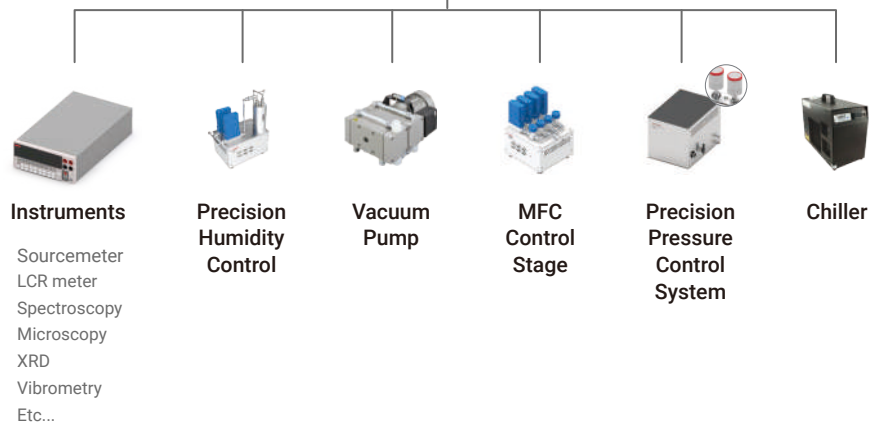 Instruments
Sourcemeter
LCR meter
Spectroscopy
Microscopy
XRD
Vibrometry
Etc...
Precision
Humidity
Control
Vacuum
Pump
MFC
Control
Stage
Precision
Pressure
Control
System
Chiller